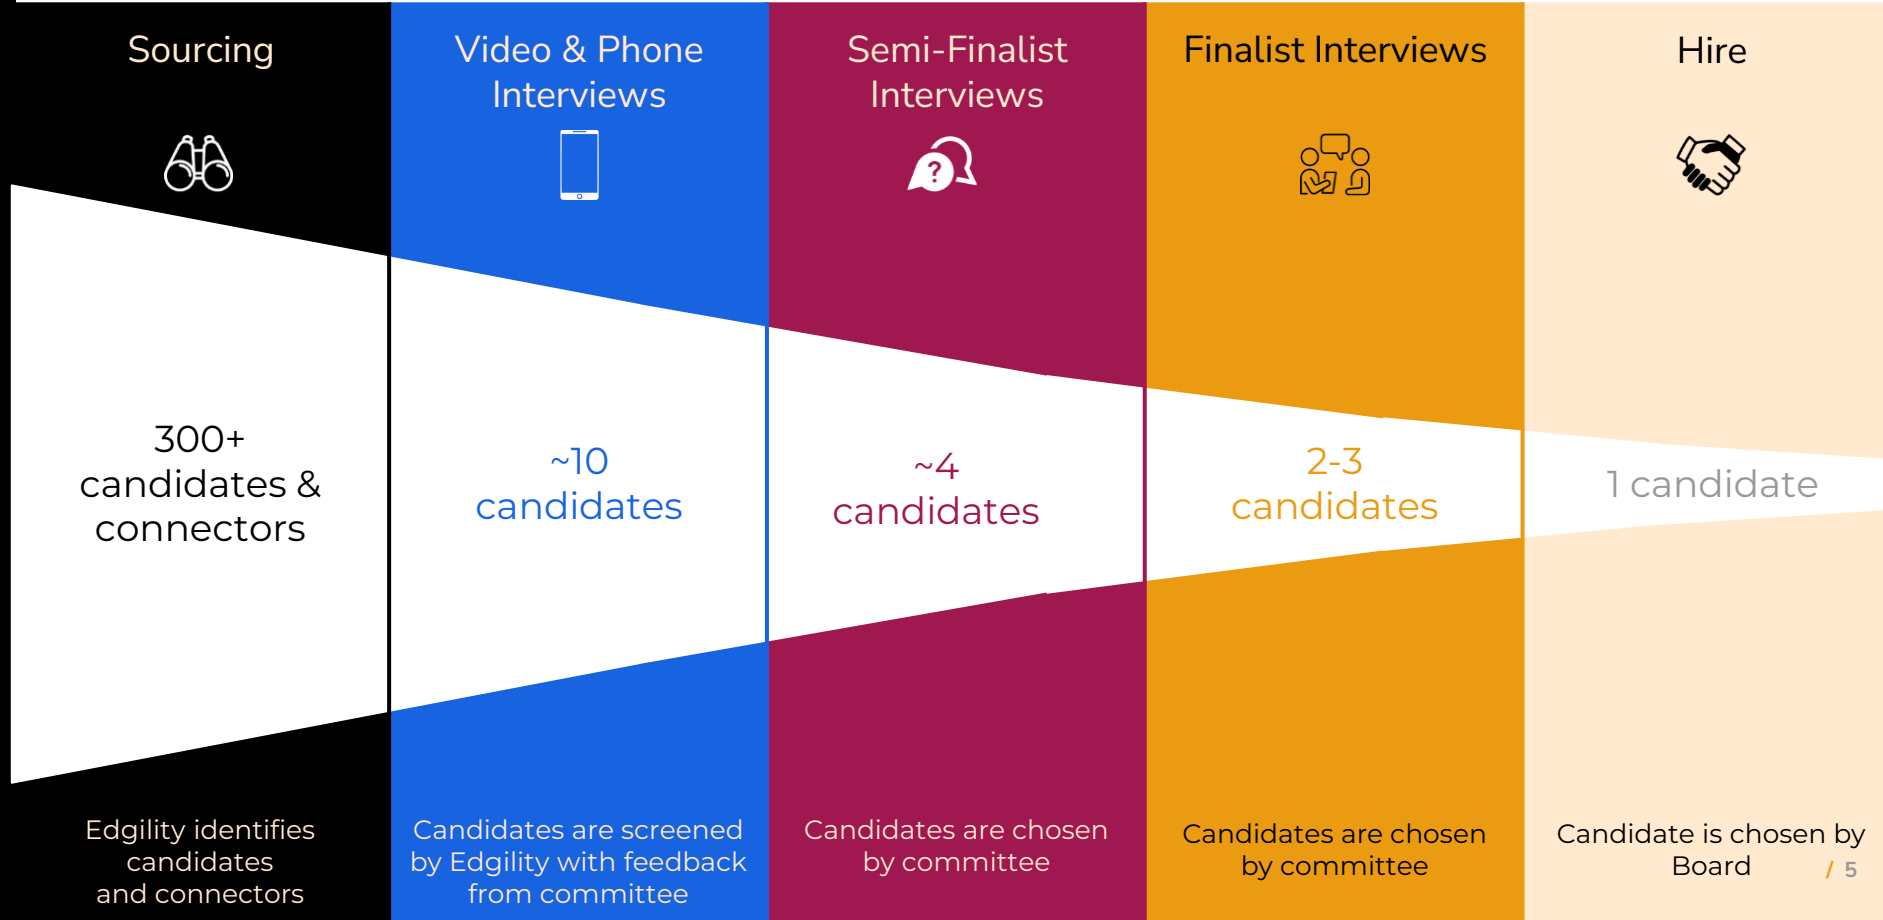 Sourcing
Video & Phone
Interviews
Semi-Finalist
Interviews
Finalist Interviews
Hire
?
300+
candidates &
connectors
~10
candidates
~4
candidates
2-3
candidates
1 candidate
Edgility identifies
candidates
and connectors
Candidates are screened
by Edgility with feedback
from committee
Candidates are chosen
by committee
Candidates are chosen
by committee
Candidate is chosen by
Board
/ 5